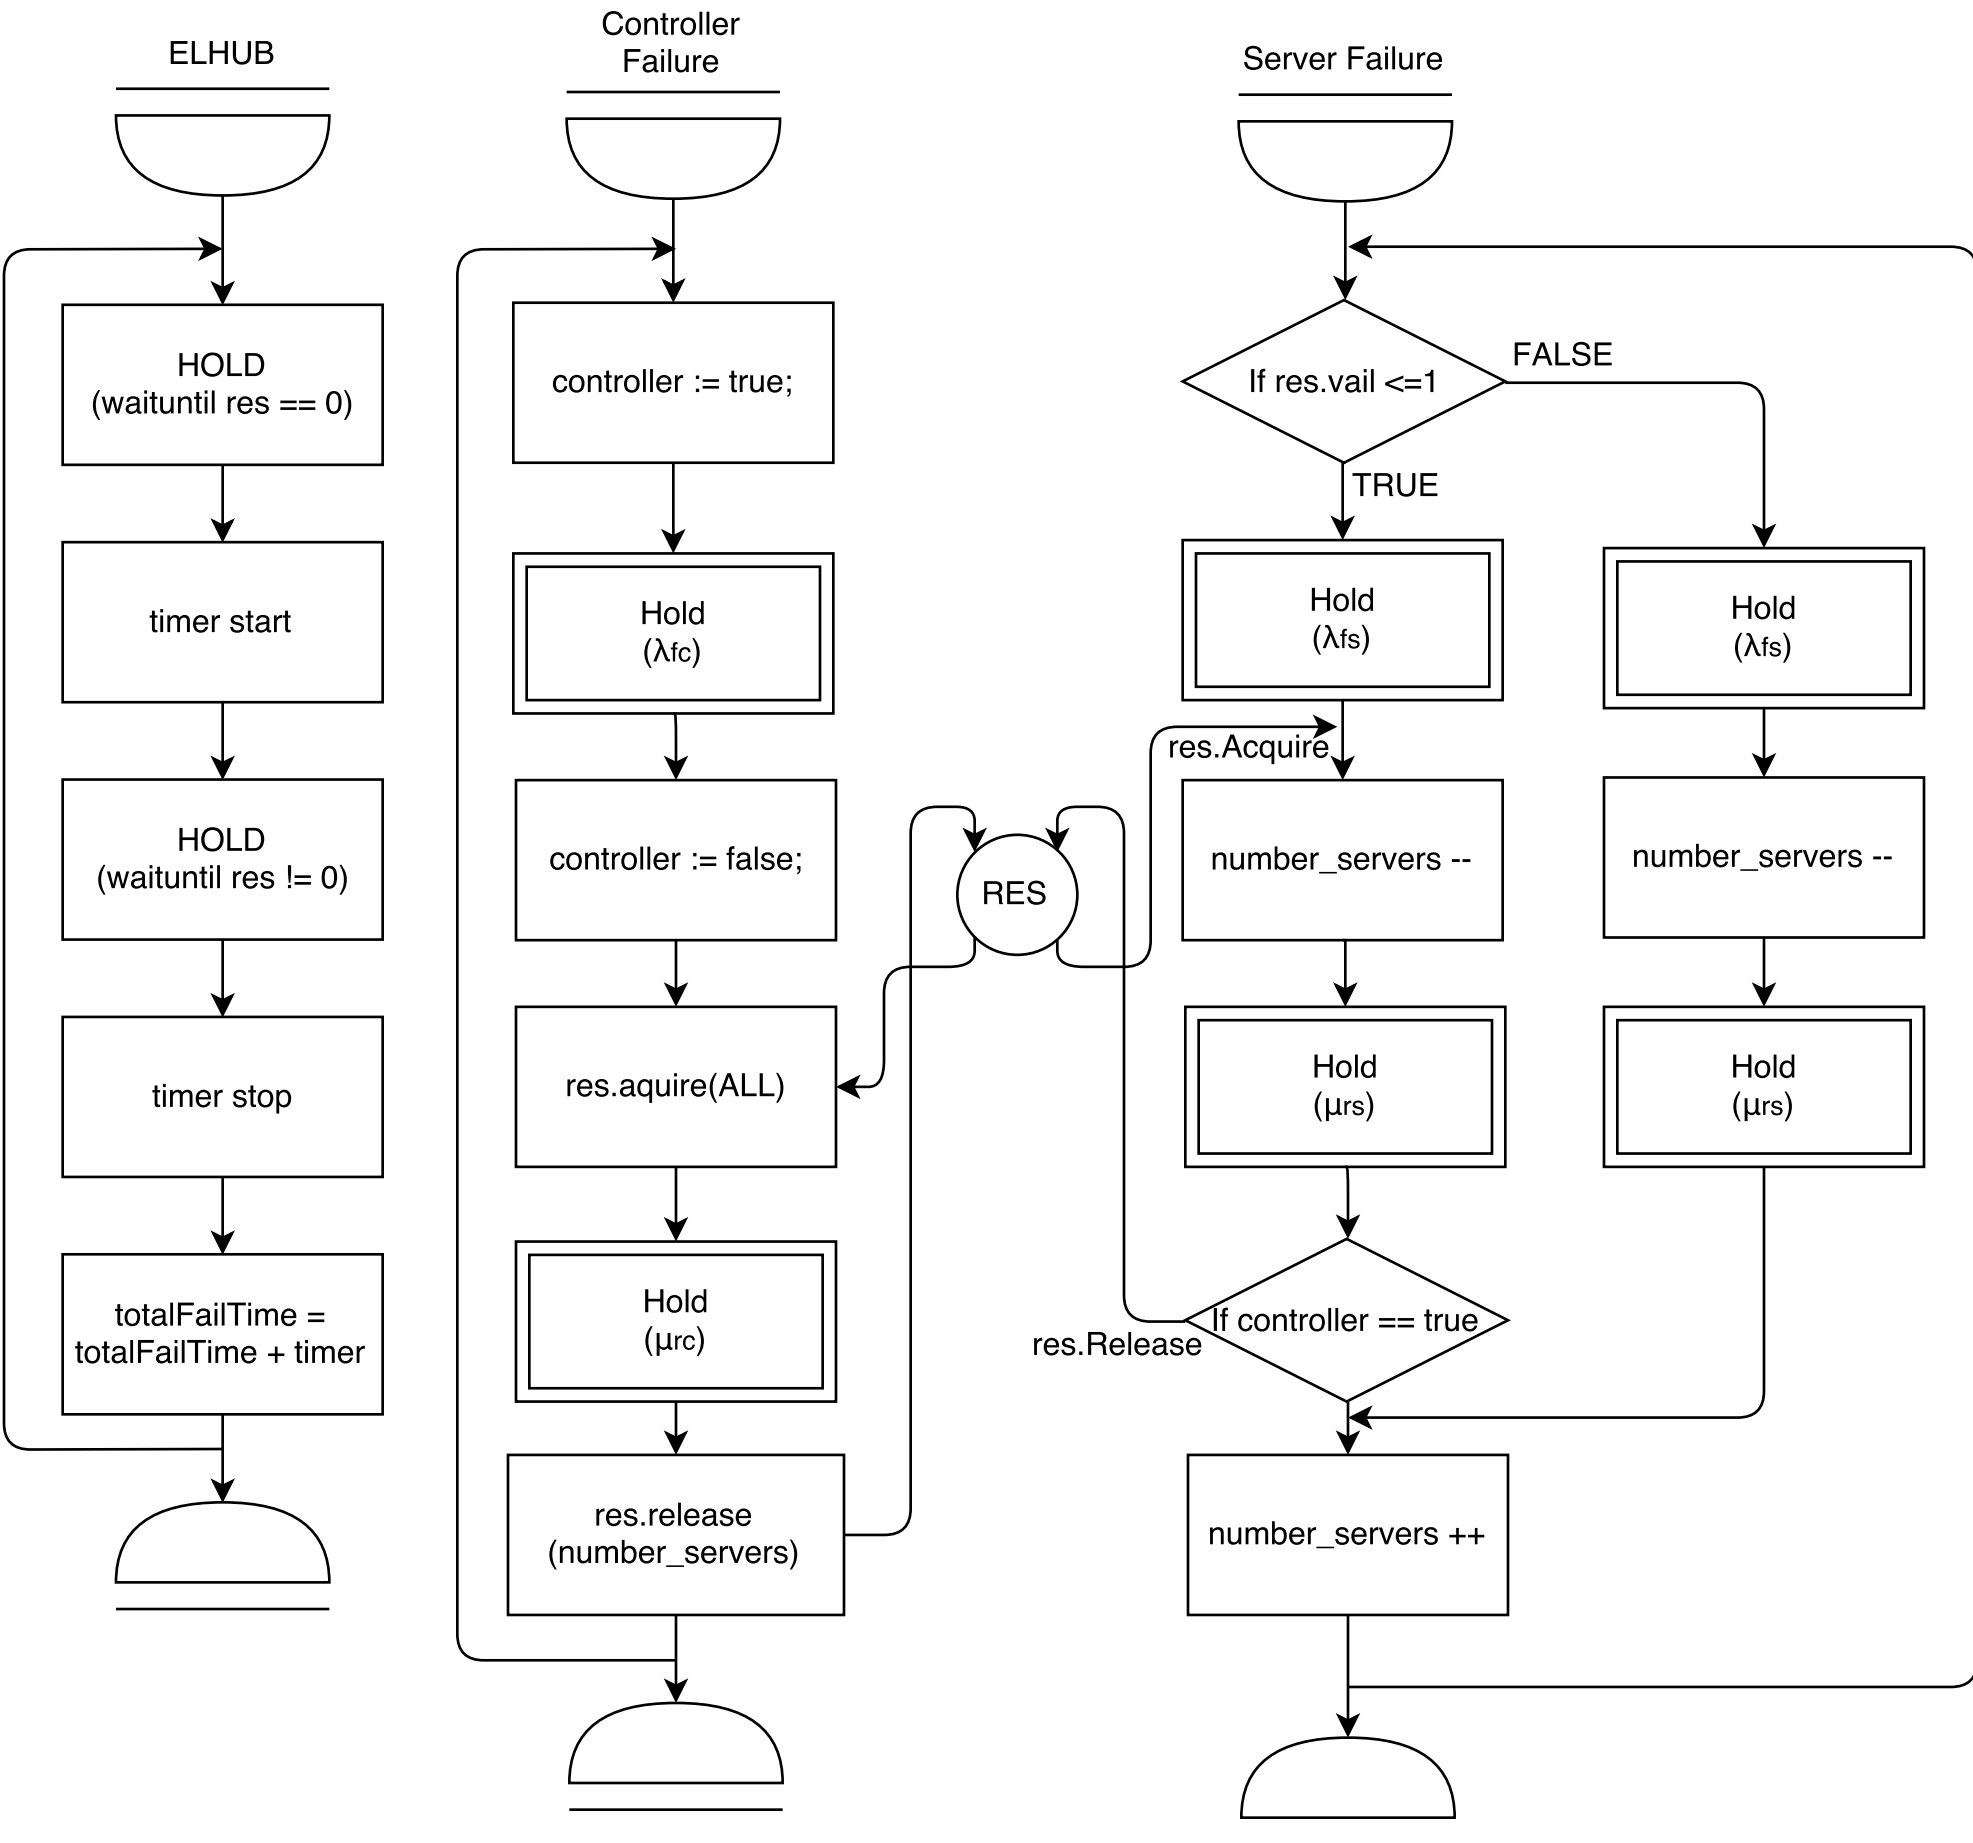 ELHUB
HOLD
(waituntil res == 0)
timer start
HOLD
(waituntil res != 0)
timer stop
totalFailTime =
totalFailTime + timer
Controller
Failure
controller := true;
Hold
(λfc)
controller := false;
res.aquire(ALL)
Hold
(µrc)
res.release
(number_servers)
RES
Server Failure
If res.vail <=1
FALSE
TRUE
Hold
(λfs)
res.Acquire
number_servers --
Hold
(µrs)
If controller == true
res.Release
number_servers ++
Hold
(λfs)
number_servers --
Hold
(µrs)